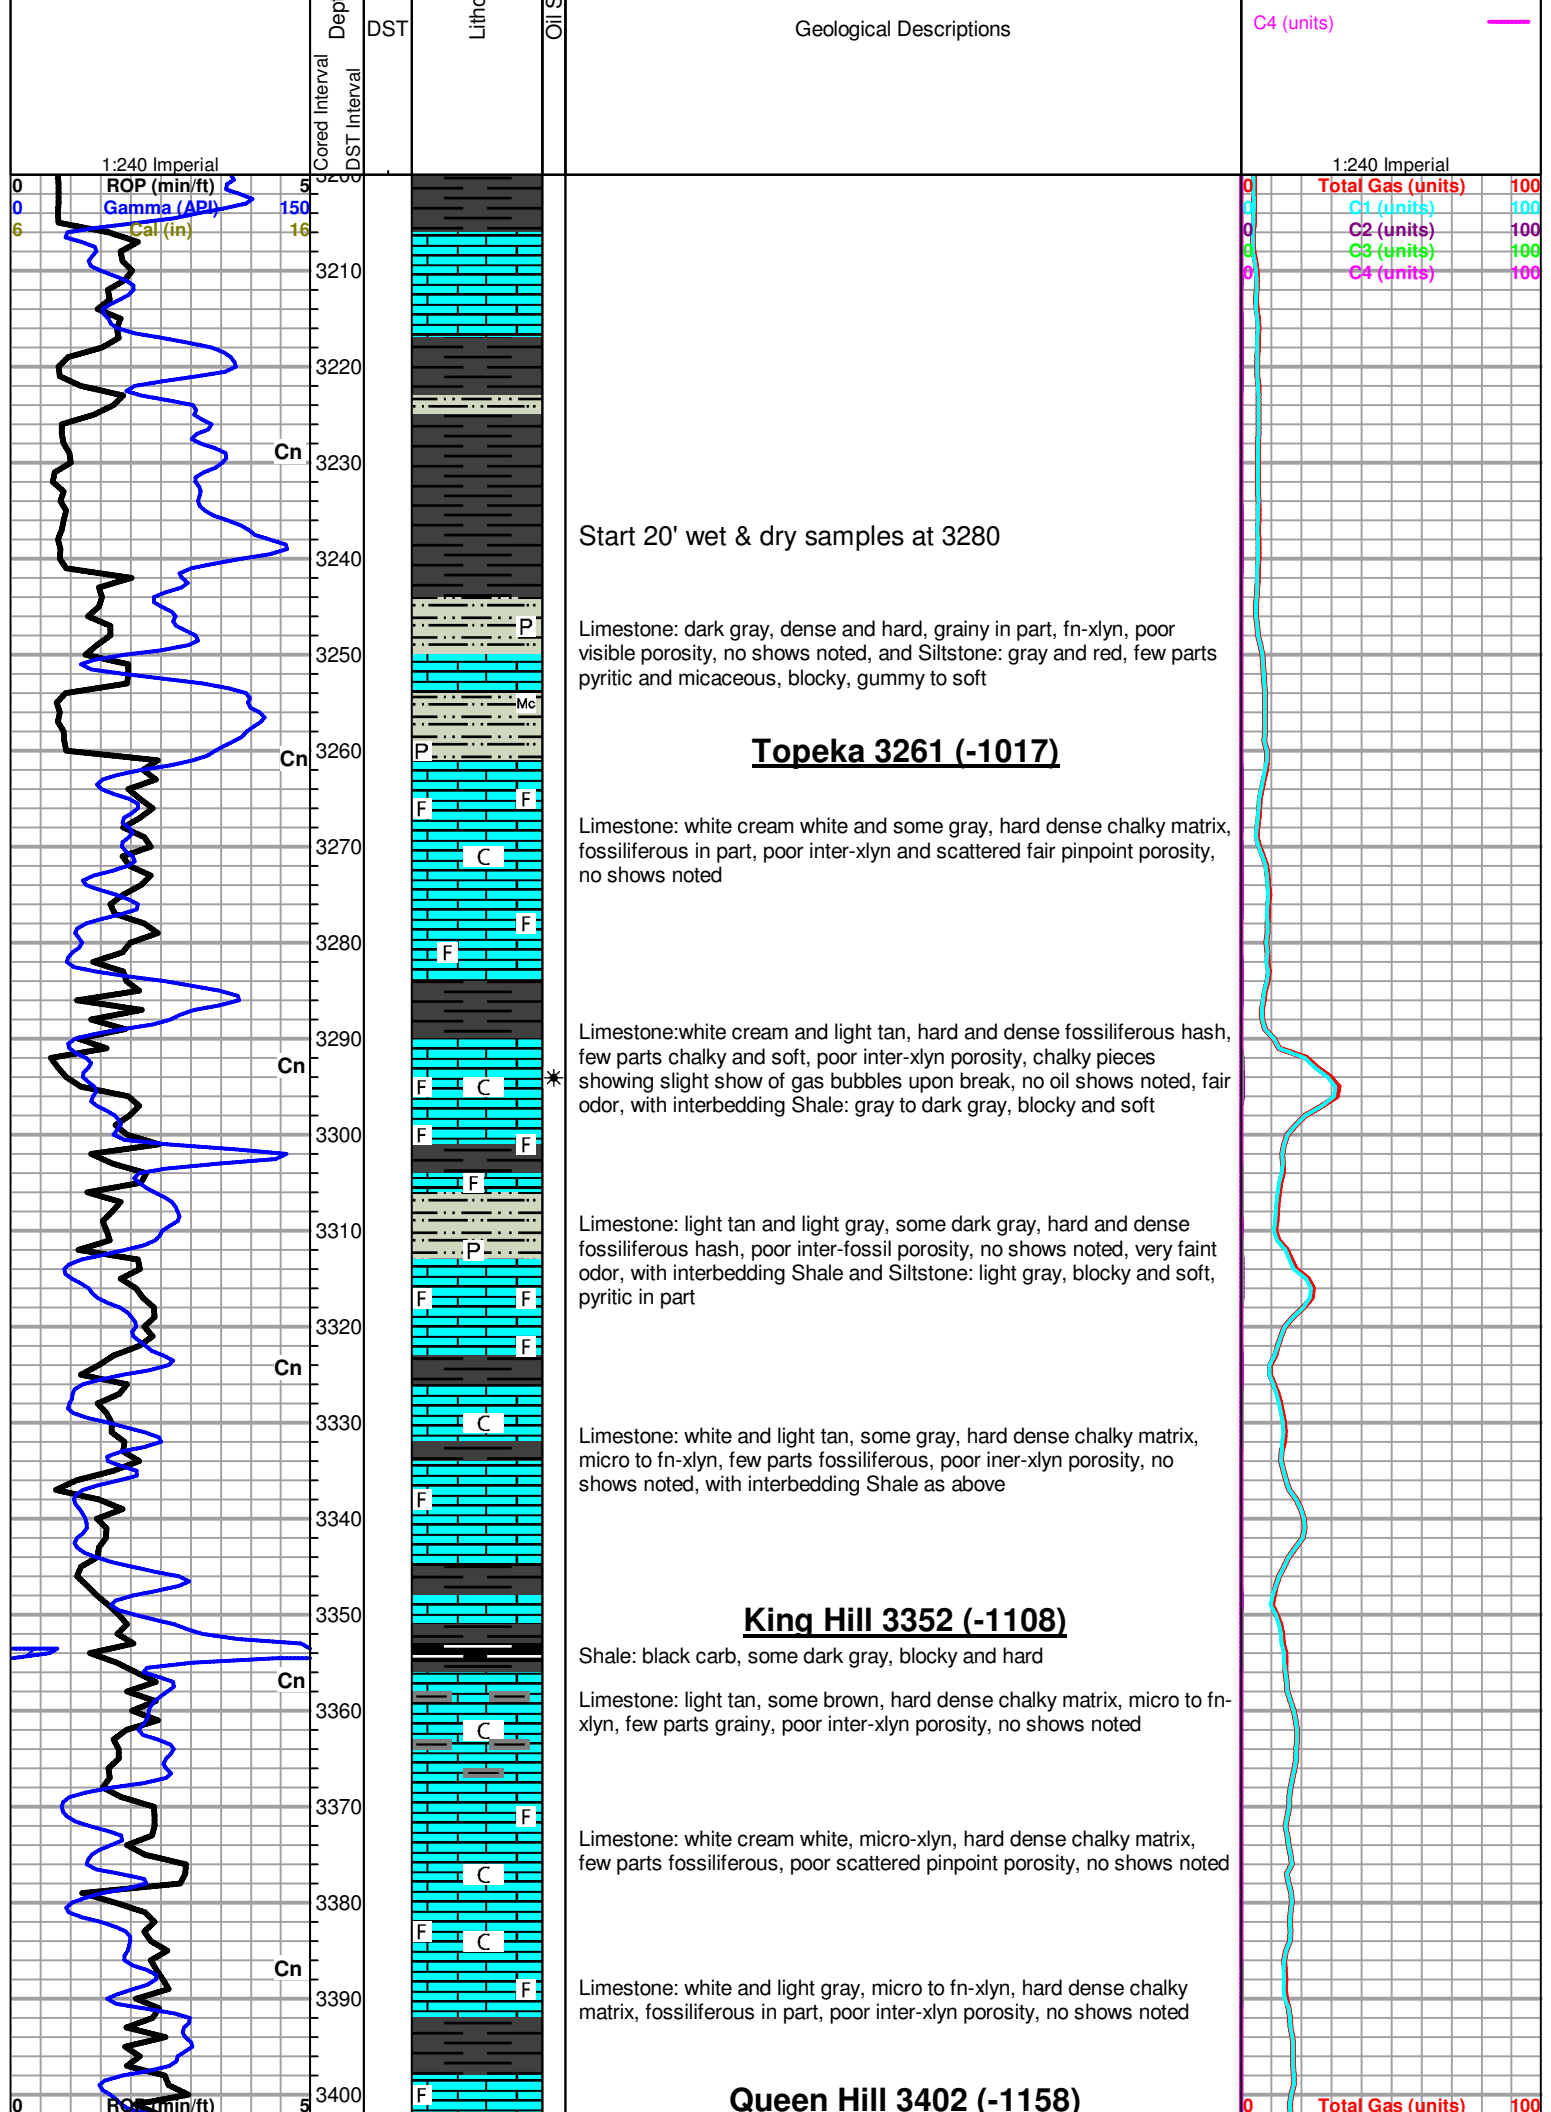 Cored Interval
DST Interval
DST
Geological Descriptions
C4 (units)
1:240 Imperial
1:240 Imperial
0 ROP (min/ft) 5
0 Gamma (API) 150
6 Cal (in) 16
0 Total Gas (units) 100
0 C1 (units) 100
0 C2 (units) 100
0 C3 (units) 100
0 C4 (units) 100
3200
3210
3220
Cn
3230
Start 20' wet & dry samples at 3280
3240
P
Limestone: dark gray, dense and hard, grainy in part, fn-xlyn, poor
visible porosity, no shows noted, and Siltstone: gray and red, few parts
pyritic and micaceous, blocky, gummy to soft
3250
Mc
Cn
3260
P
Topeka 3261 (-1017)
F
F
Limestone: white cream white and some gray, hard dense chalky matrix,
fossiliferous in part, poor inter-xlyn and scattered fair pinpoint porosity,
no shows noted
3270
C
F
3280
F
Limestone:white cream and light tan, hard and dense fossiliferous hash,
few parts chalky and soft, poor inter-xlyn porosity, chalky pieces
showing slight show of gas bubbles upon break, no oil shows noted, fair
odor, with interbedding Shale: gray to dark gray, blocky and soft
3290
Cn
F
C
3300
F
F
F
Limestone: light tan and light gray, some dark gray, hard and dense
fossiliferous hash, poor inter-fossil porosity, no shows noted, very faint
odor, with interbedding Shale and Siltstone: light gray, blocky and soft,
pyritic in part
3310
P
F
F
3320
F
Cn
3330
C
Limestone: white and light tan, some gray, hard dense chalky matrix,
micro to fn-xlyn, few parts fossiliferous, poor iner-xlyn porosity, no
shows noted, with interbedding Shale as above
F
3340
3350
King Hill 3352 (-1108)
Shale: black carb, some dark gray, blocky and hard
Cn
Limestone: light tan, some brown, hard dense chalky matrix, micro to fn-
xlyn, few parts grainy, poor inter-xlyn porosity, no shows noted
3360
C
3370
F
Limestone: white cream white, micro-xlyn, hard dense chalky matrix,
few parts fossiliferous, poor scattered pinpoint porosity, no shows noted
C
3380
F
C
Cn
Limestone: white and light gray, micro to fn-xlyn, hard dense chalky
matrix, fossiliferous in part, poor inter-xlyn porosity, no shows noted
F
3390
3400
F
Queen Hill 3402 (-1158)
0 ROP (min/ft) 5
0 Total Gas (units) 100